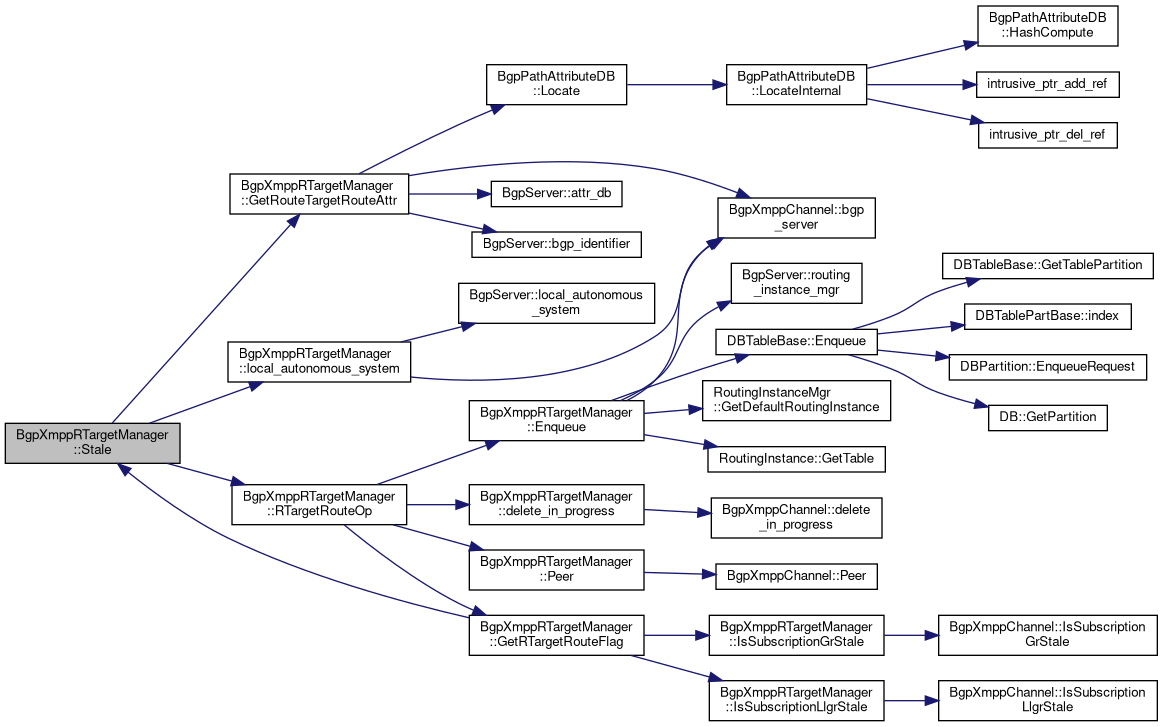 BgpPathAttributeDB
::HashCompute
BgpPathAttributeDB
::Locate
BgpPathAttributeDB
::LocateInternal
intrusive_ptr_add_ref
intrusive_ptr_del_ref
BgpXmppRTargetManager
::GetRouteTargetRouteAttr
BgpServer::attr_db
BgpXmppChannel::bgp
_server
BgpServer::bgp_identifier
DBTableBase::GetTablePartition
BgpServer::routing
_instance_mgr
BgpServer::local_autonomous
_system
DBTablePartBase::index
BgpXmppRTargetManager
::local_autonomous_system
DBTableBase::Enqueue
DBPartition::EnqueueRequest
RoutingInstanceMgr
::GetDefaultRoutingInstance
DB::GetPartition
BgpXmppRTargetManager
::Enqueue
BgpXmppRTargetManager
::Stale
RoutingInstance::GetTable
BgpXmppRTargetManager
::RTargetRouteOp
BgpXmppRTargetManager
::delete_in_progress
BgpXmppChannel::delete
_in_progress
BgpXmppRTargetManager
::Peer
BgpXmppChannel::Peer
BgpXmppRTargetManager
::GetRTargetRouteFlag
BgpXmppRTargetManager
::IsSubscriptionGrStale
BgpXmppChannel::IsSubscription
GrStale
BgpXmppRTargetManager
::IsSubscriptionLlgrStale
BgpXmppChannel::IsSubscription
LlgrStale